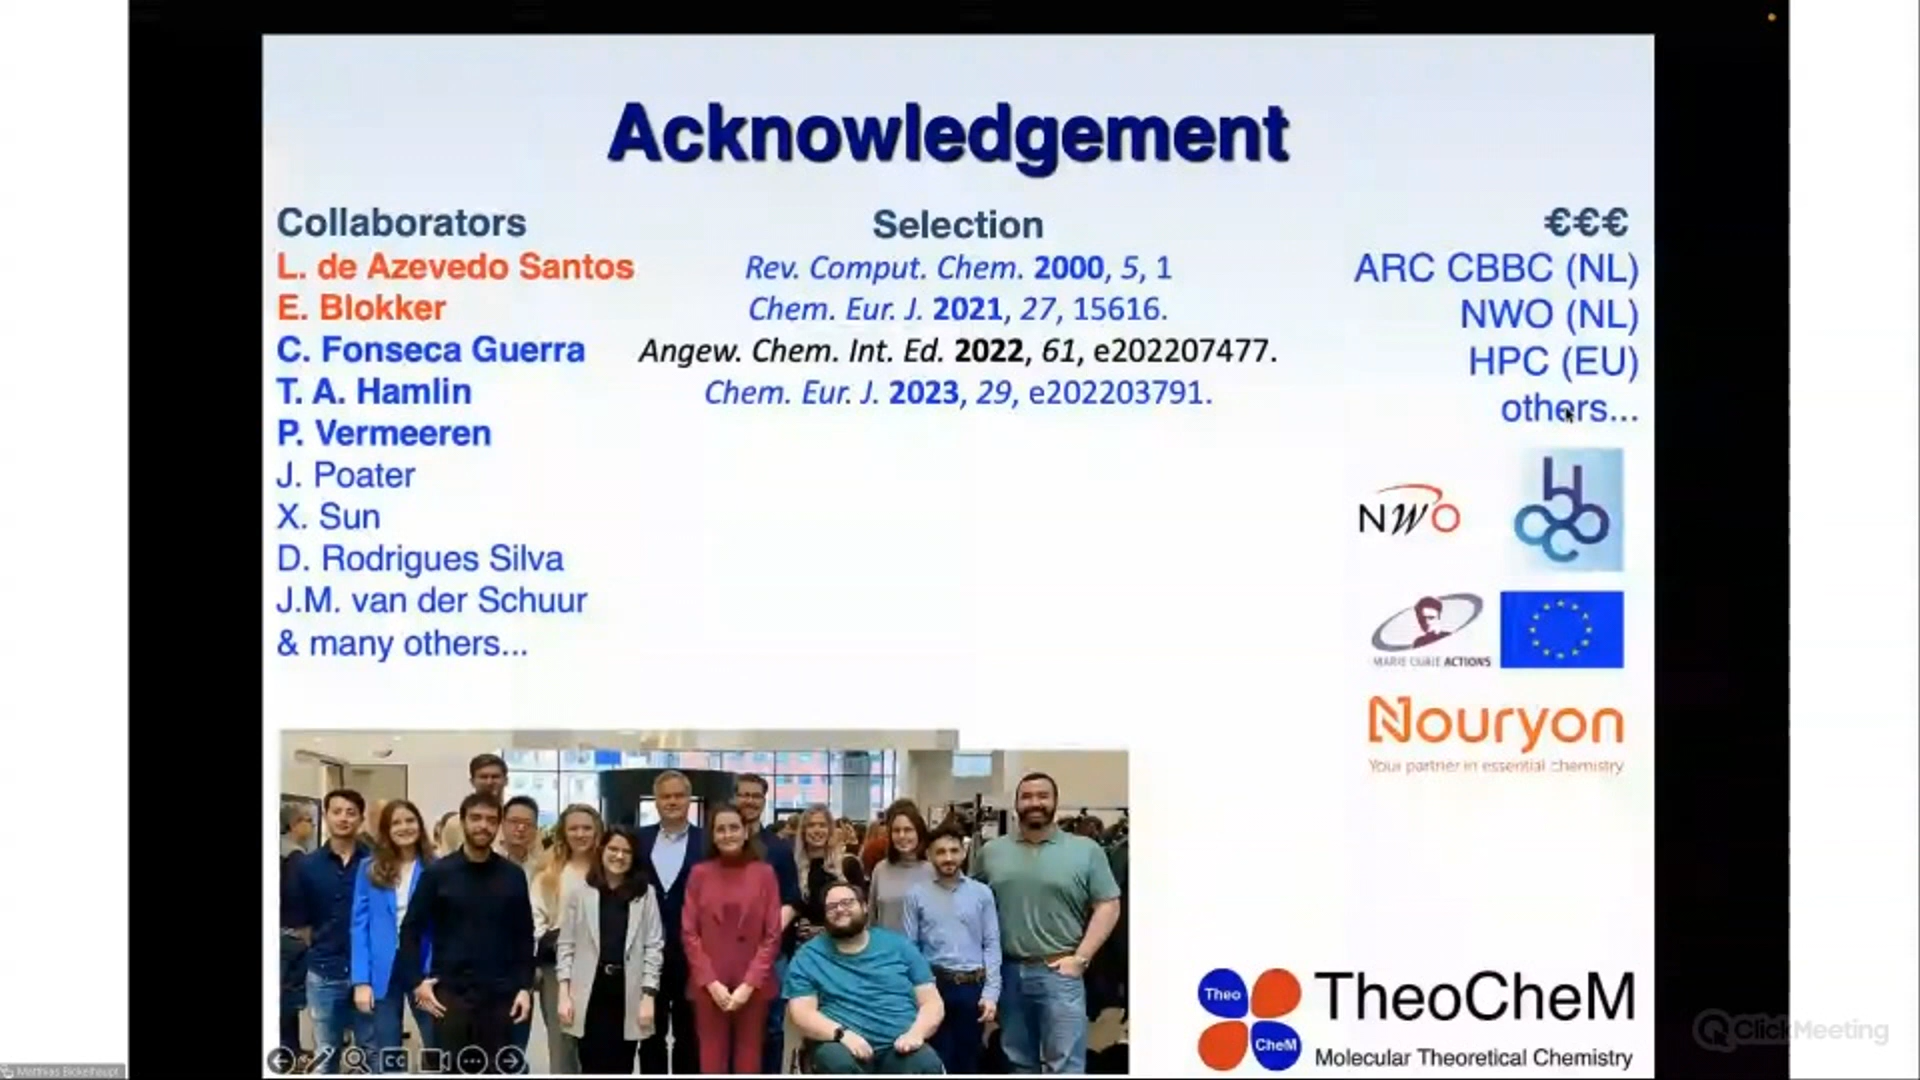 Acknowledgement
Collaborators
L. de Azevedo Santos
E. Blokker
C. Fonseca Guerra
T. A. Hamlin
P. Vermeeren
J. Poater
X. Sun
D. Rodrigues Silva
J.M. van der Schuur
& many others...
Selection
Rev. Comput. Chem. 2000, 5, 1
Chem. Eur. J. 2021, 27, 15616.
Angew. Chem. Int. Ed. 2022, 61, e202207477.
Chem. Eur. J. 2023, 29, e202203791.
€€€
ARC CBBC (NL)
NWO (NL)
HPC (EU)
others...
NWO
MARIE CURIE ACTIONS
Nouryon
Your partner in essential chemistry
Theo
CheM
TheoCheM
Molecular Theoretical Chemistry
CC
ClickMeeting
Matthias Bickelhaupt